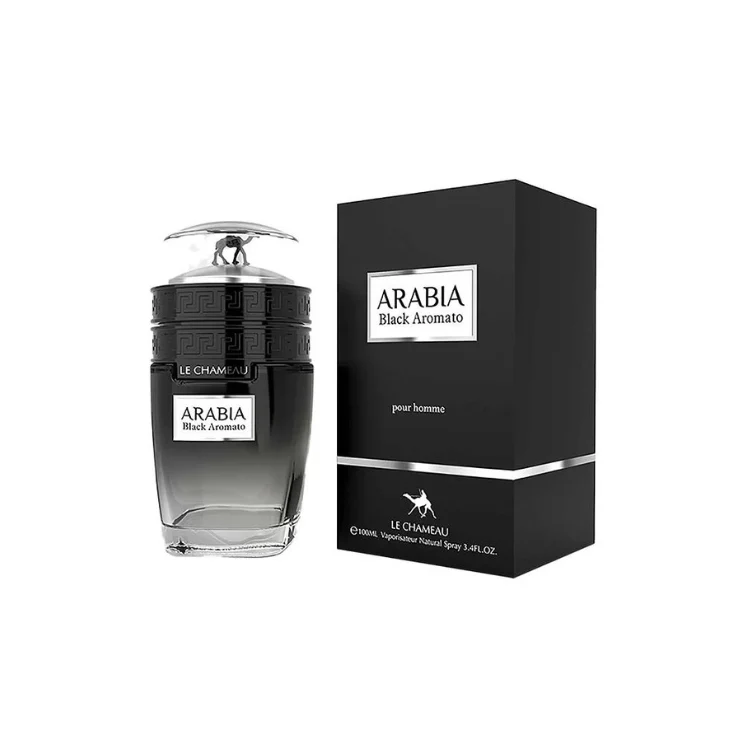 LE CHAMEAU
ARABIA
Black Aromato
ARABIA
Black Aromato
pour homme
LE CHAMEAU
℮100ML Vaporisateur Natural Spray 3.4FL.OZ.